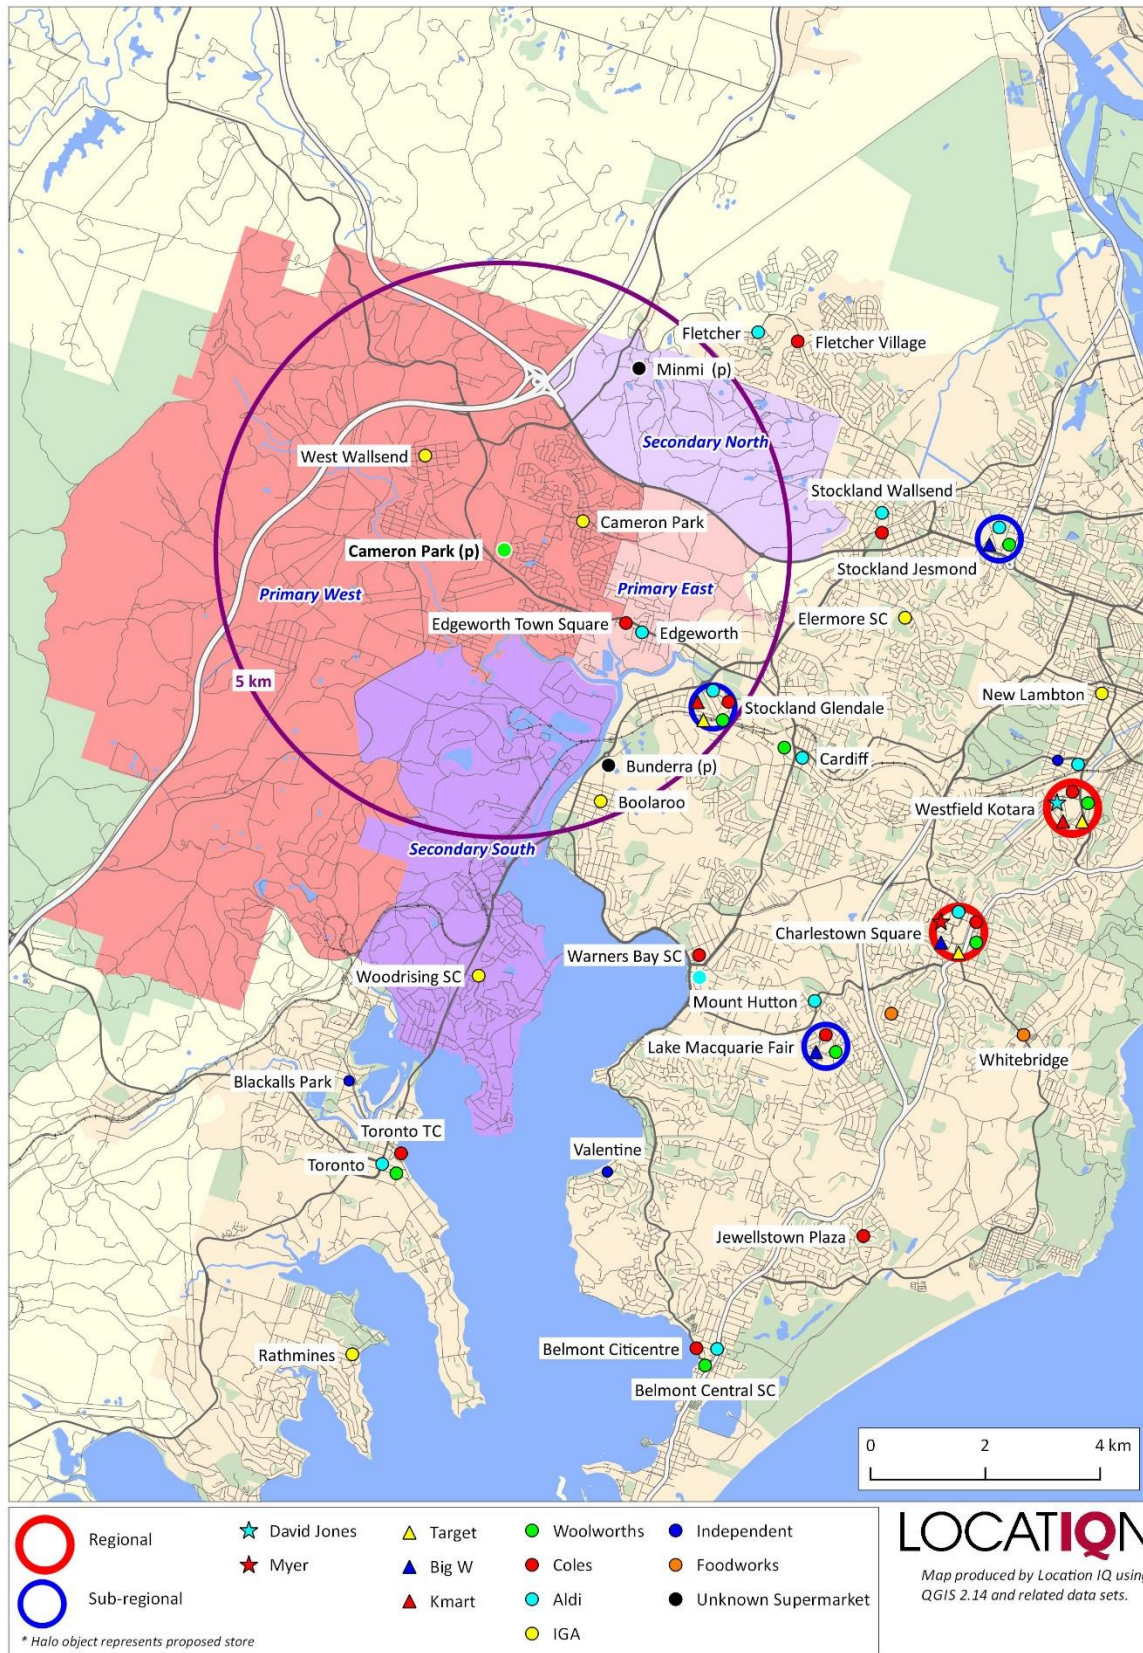 Fletcher
Fletcher Village
Minmi (p)
Secondary North
West Wallsend
Stockland Wallsend
Cameron Park
Cameron Park (p)
Stockland Jesmond
Primary West
Primary East
Edgeworth Town Square
Edgeworth
Elermore SC
5 km
New Lambton
Stockland Glendale
Cardiff
Bunderra (p)
Boolaroo
Westfield Kotara
Secondary South
Charlestown Square
Warners Bay SC
Woodrising SC
Mount Hutton
Lake Macquarie Fair
Whitebridge
Blackalls Park
Toronto TC
Valentine
Toronto
Jewellstown Plaza
Rathmines
Belmont Citicentre
Belmont Central SC
0 2 4 km
Regional
Sub-regional
* Halo object represents proposed store
David Jones
Myer
Target
Big W
Kmart
Woolworths
Coles
Aldi
IGA
Independent
Foodworks
Unknown Supermarket
LOCATIQN
Map produced by Location IQ using
QGIS 2.14 and related data sets.